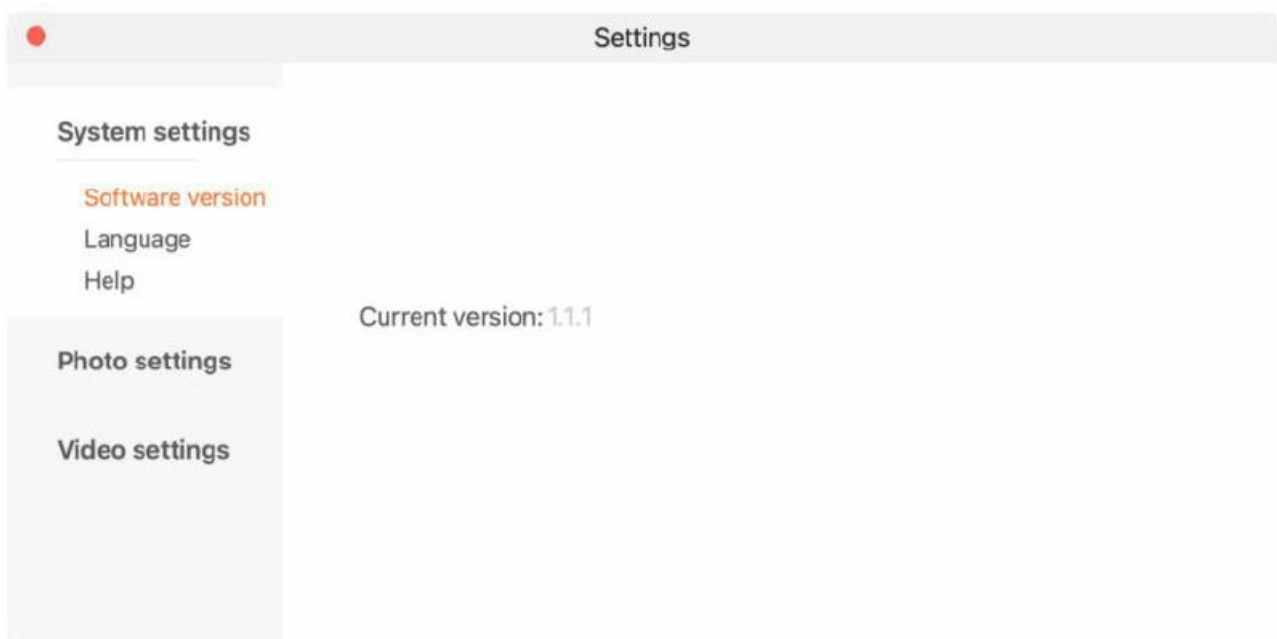 Settings
System settings
Software version
Language
Help
Current version: 1.1.1
Photo settings
Video settings